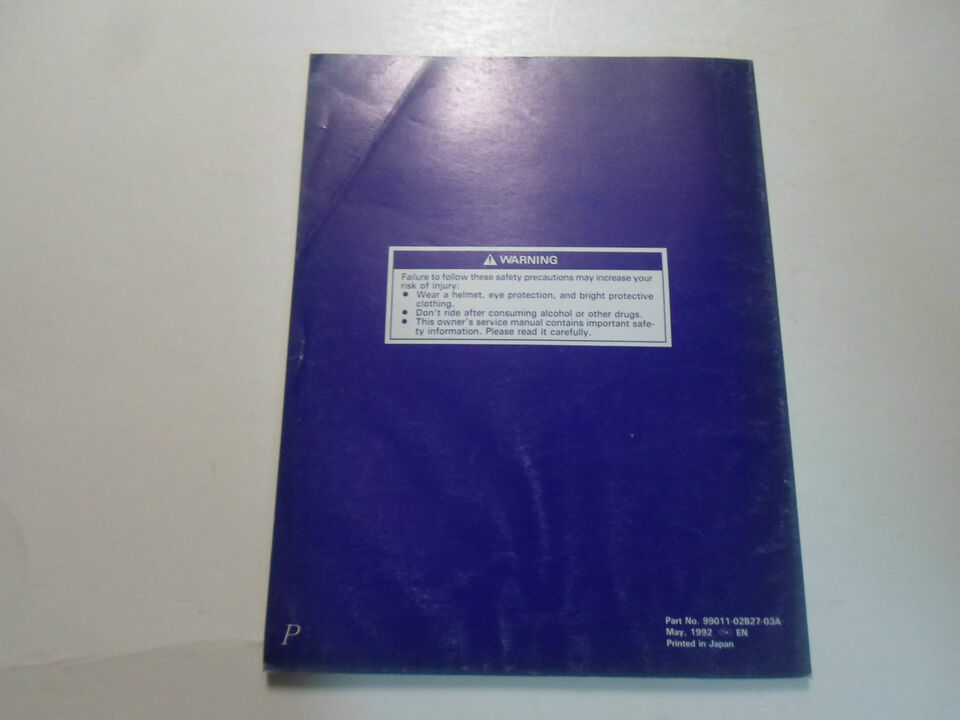 ⚠ WARNING
Failure to follow these safety precautions may increase your
risk of injury:
● Wear a helmet, eye protection, and bright protective
clothing.
● Don't ride after consuming alcohol or other drugs.
● This owner's service manual contains important safe-
ty information. Please read it carefully.
P
Part No. 99011-02B27-03A
May, 1992 EN
Printed in Japan